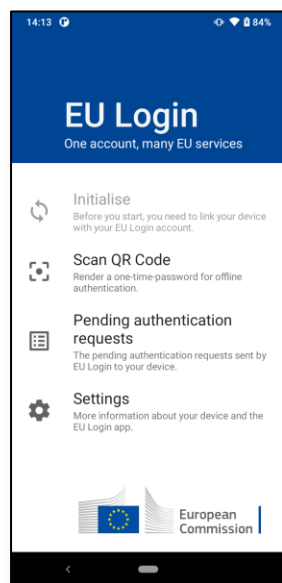 14:13 84%
EU Login
One account, many EU services
Initialise
Before you start, you need to link your device
with your EU Login account.
Scan QR Code
Render a one-time-password for offline
authentication.
Pending authentication
requests
The pending authentication requests sent by
EU Login to your device.
Settings
More information about your device and the
EU Login app.
European
Commission